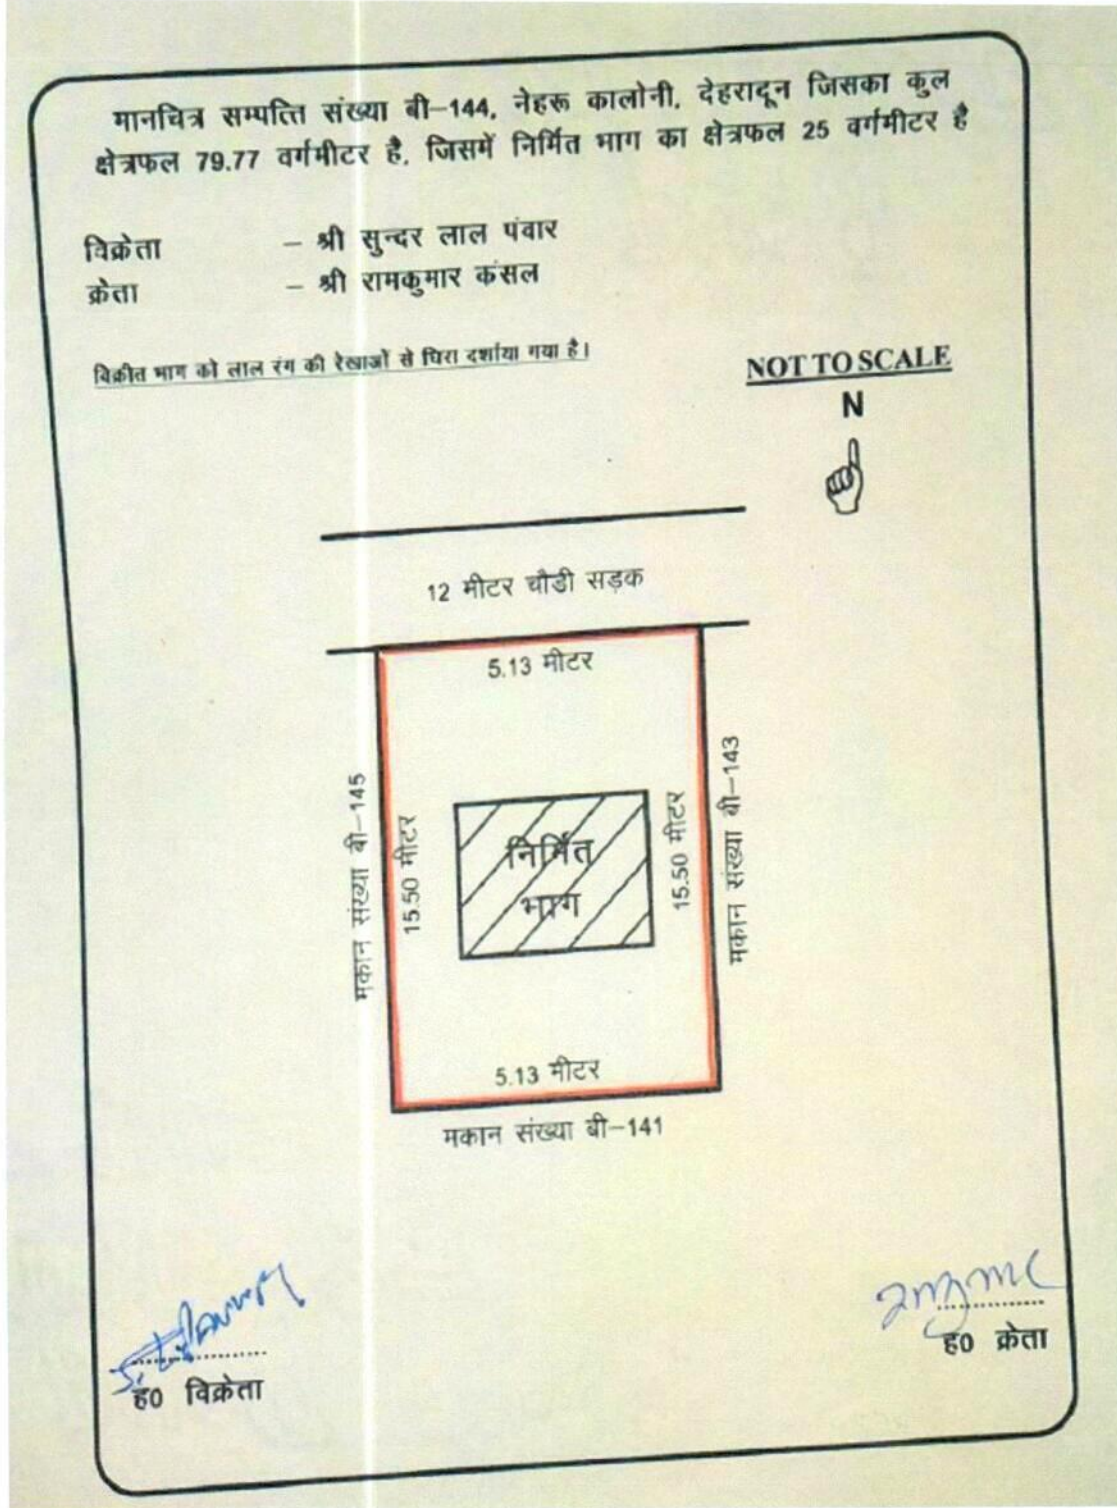 मानचित्र सम्पत्ति संख्या बी–144, नेहरू कालोनी, देहरादून जिसका कुल
क्षेत्रफल 79.77 वर्गमीटर है, जिसमें निर्मित भाग का क्षेत्रफल 25 वर्गमीटर है
विक्रेता – श्री सुन्दर लाल पंवार
क्रेता – श्री रामकुमार कंसल
विक्रीत भाग को लाल रंग की रेखाओं से घिरा दर्शाया गया है।
NOT TO SCALE
N
12 मीटर चौडी सड़क
5.13 मीटर
मकान संख्या बी–145
15.50 मीटर
निर्मित
भाग
15.50 मीटर
मकान संख्या बी–143
5.13 मीटर
मकान संख्या बी–141
ह0 विक्रेता
ह0 क्रेता